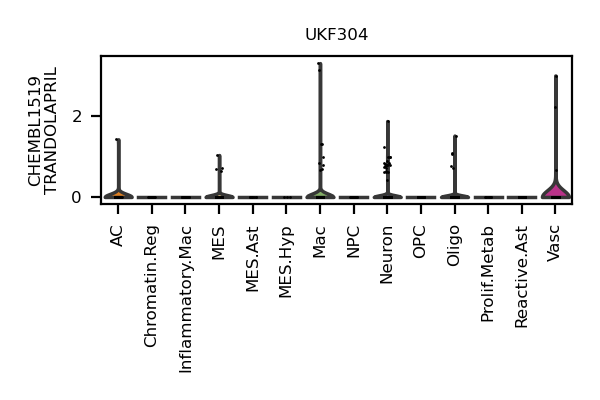 UKF304
CHEMBL1519
TRANDOLAPRIL
2
0
AC
Chromatin.Reg
Inflammatory.Mac
MES
MES.Ast
MES.Hyp
Mac
NPC
Neuron
OPC
Oligo
Prolif.Metab
Reactive.Ast
Vasc